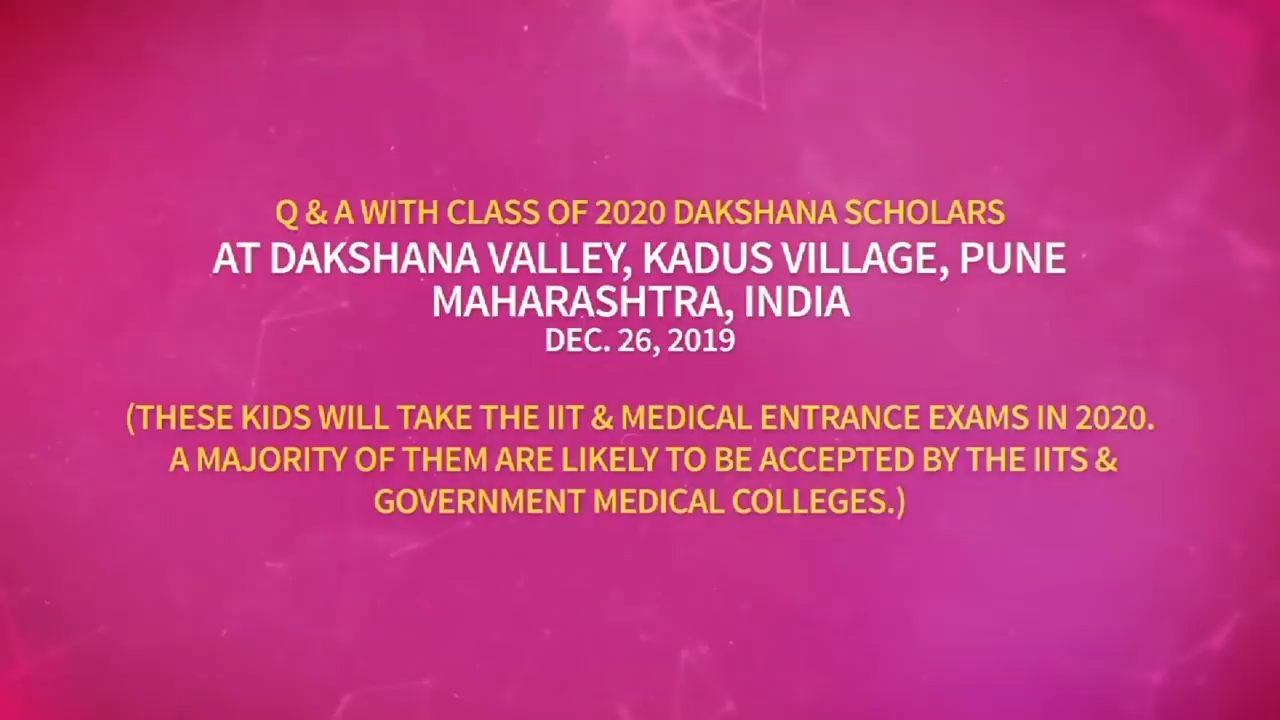 Q & A WITH CLASS OF 2020 DAKSHANA SCHOLARS
AT DAKSHANA VALLEY, KADUS VILLAGE, PUNE
MAHARASHTRA, INDIA
DEC. 26, 2019
(THESE KIDS WILL TAKE THE IIT & MEDICAL ENTRANCE EXAMS IN 2020.
A MAJORITY OF THEM ARE LIKELY TO BE ACCEPTED BY THE IITS &
GOVERNMENT MEDICAL COLLEGES.)